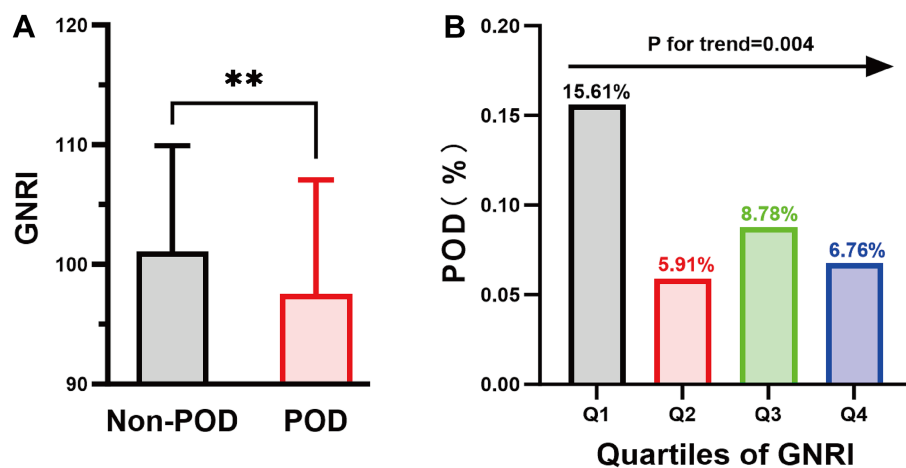 A
GNRI
120
110
100
90
**
Non-POD
POD
B
POD( %)
0.20
0.15
0.10
0.05
0.00
P for trend=0.004
15.61%
5.91%
8.78%
6.76%
Q1
Q2
Q3
Q4
Quartiles of GNRI